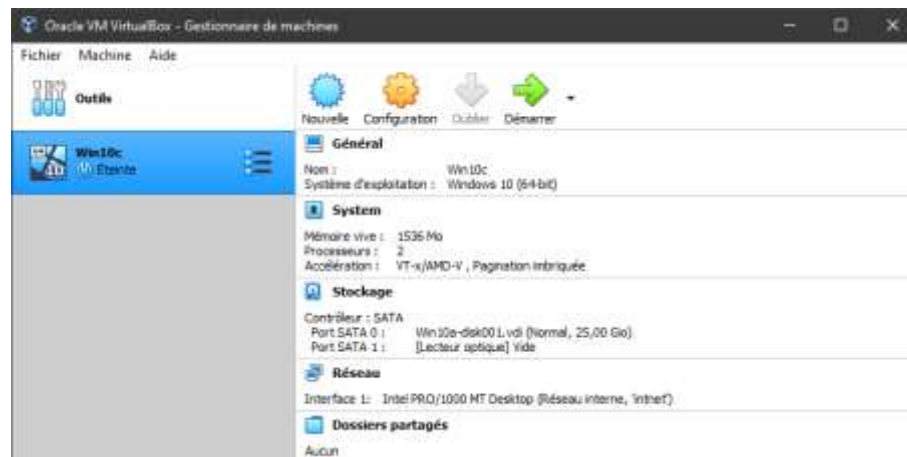 Oracle VM VirtualBox - Gestionnaire de machines
Fichier Machine Aide
Outils
Nouvelle Configuration Oublier Démarrer
Win10c
Éteinte
Général
Nom : Win10c
Système d'exploitation : Windows 10 (64-bit)
System
Mémoire vive : 1536 Mo
Processeurs : 2
Accélération : VT-x/AMD-V , Pagination imbriquée
Stockage
Contrôleur : SATA
Port SATA 0 : Win10e-disk001.vdi (Normal, 25,00 Gio)
Port SATA 1 : [Lecteur optique] Vide
Réseau
Interface 1: Intel PRO/1000 MT Desktop (Réseau interne, 'intnet')
Dossiers partagés
Aucun